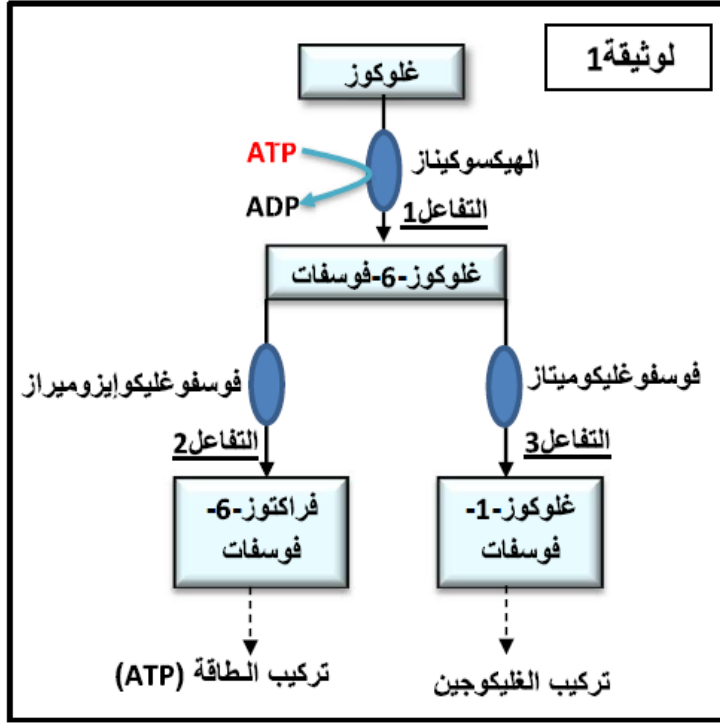 لوثيقة1
غلوكوز
الهيكسوكيناز
ATP
ADP
التفاعل1
غلوكوز-6-فوسفات
فوسفوغليكوميتاز
فوسفوغليكوإيزوميراز
التفاعل3
التفاعل2
غلوكوز-1-
فوسفات
فراكتوز-6-
فوسفات
تركيب الغليكوجين
تركيب الطاقة (ATP)